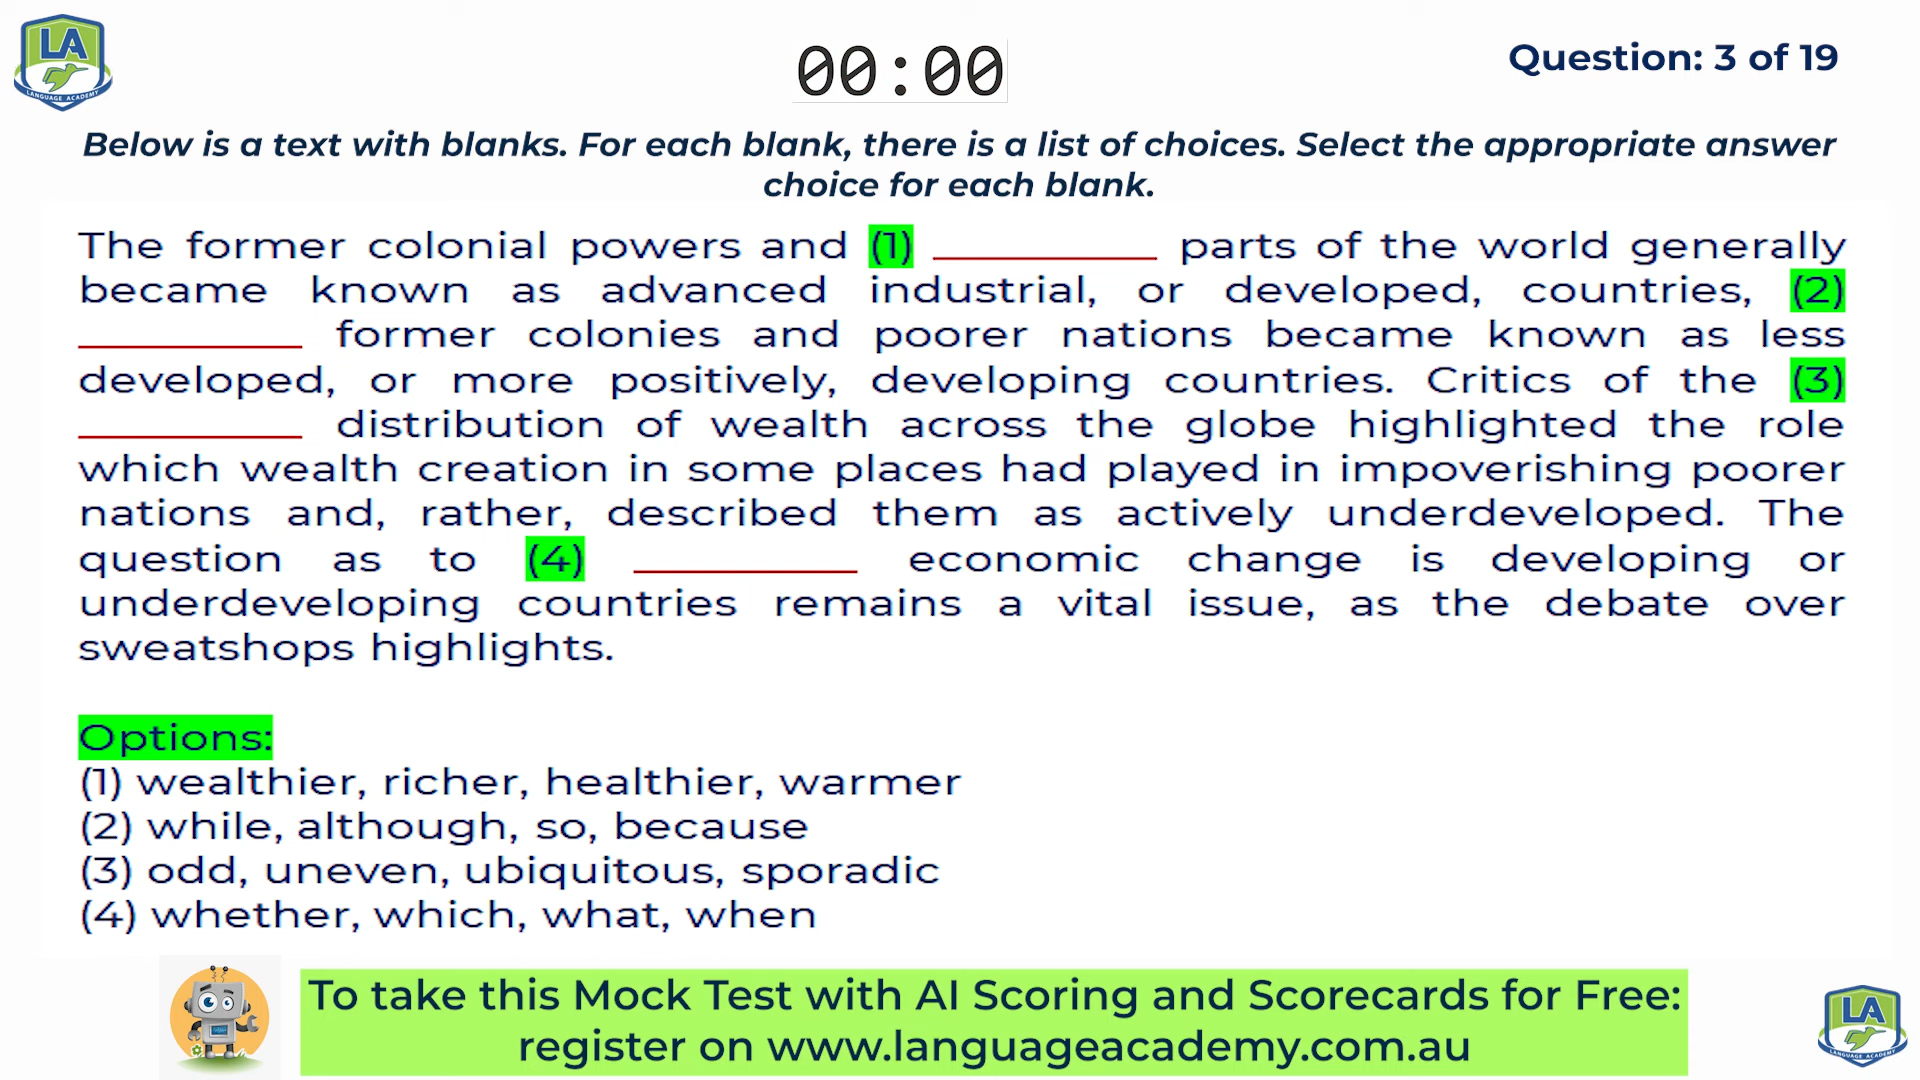 LA
LANGUAGE ACADEMY
00:00
Question: 3 of 19
Below is a text with blanks. For each blank, there is a list of choices. Select the appropriate answer
choice for each blank.
The former colonial powers and (1) __________ parts of the world generally
became known as advanced industrial, or developed, countries, (2)
__________ former colonies and poorer nations became known as less
developed, or more positively, developing countries. Critics of the (3)
__________ distribution of wealth across the globe highlighted the role
which wealth creation in some places had played in impoverishing poorer
nations and, rather, described them as actively underdeveloped. The
question as to (4) __________ economic change is developing or
underdeveloping countries remains a vital issue, as the debate over
sweatshops highlights.
Options:
(1) wealthier, richer, healthier, warmer
(2) while, although, so, because
(3) odd, uneven, ubiquitous, sporadic
(4) whether, which, what, when
To take this Mock Test with AI Scoring and Scorecards for Free:
register on www.languageacademy.com.au
LA
LANGUAGE ACADEMY